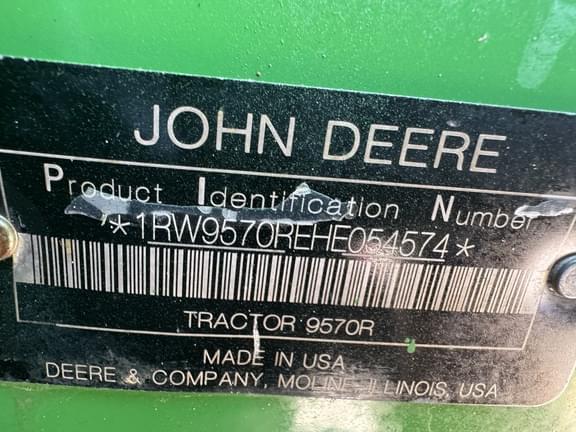 JOHN DEERE
Product Identification Number
*1RW9570REHE054574*
TRACTOR 9570R
MADE IN USA
DEERE & COMPANY, MOLINE, ILLINOIS, USA